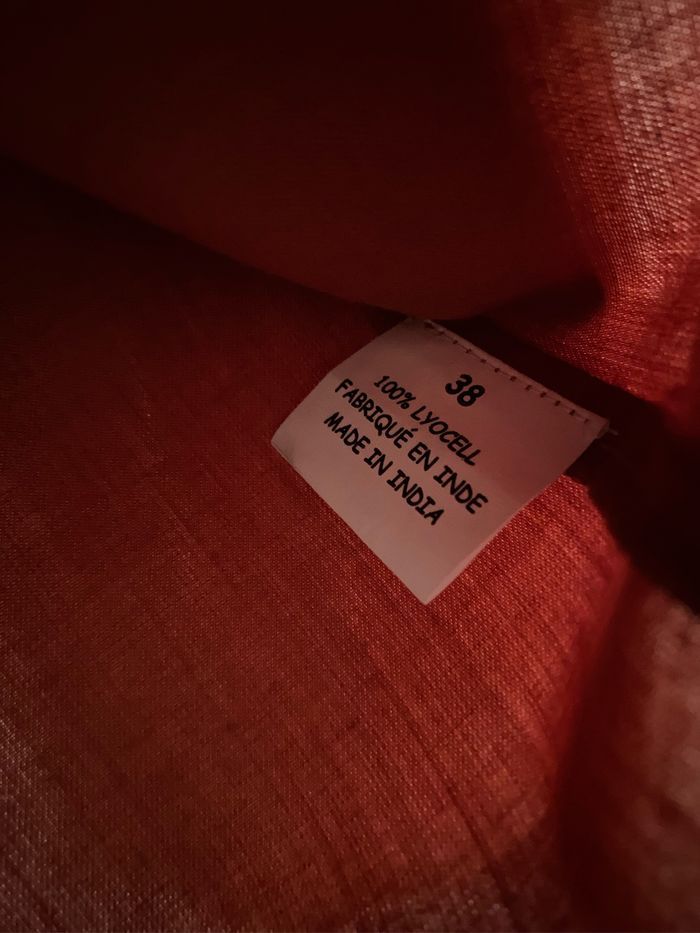 38
100% LYOCELL
FABRIQUÉ EN INDE
MADE IN INDIA